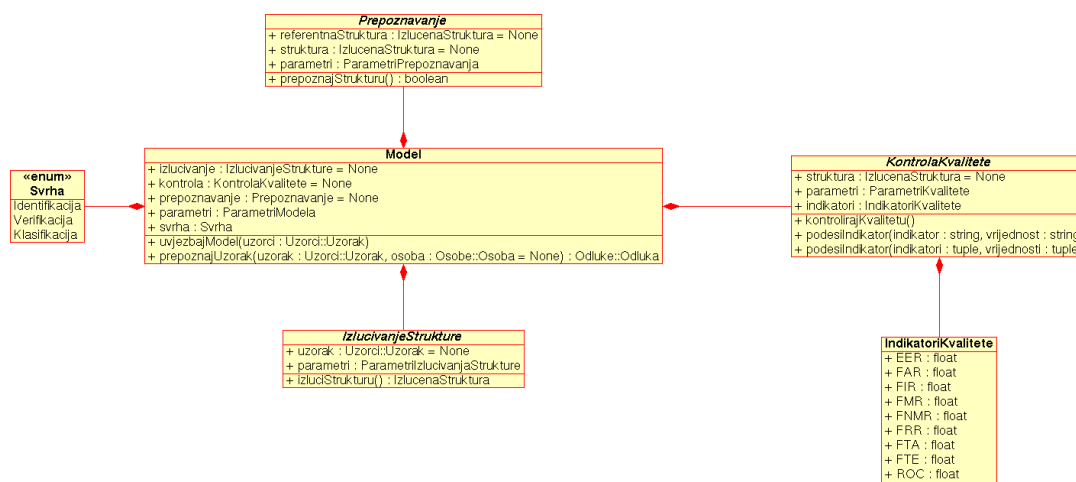 Prepoznavanje
+ referentnaStruktura : IzlucenaStruktura = None
+ struktura : IzlucenaStruktura = None
+ parametri : ParametriPrepoznavanja
+ prepoznajStrukturu() : boolean
«enum»
Svrha
Identifikacija
Verifikacija
Klasifikacija
Model
+ izlucivanje : IzlucivanjeStrukture = None
+ kontrola : KontrolaKvalitete = None
+ prepoznavanje : Prepoznavanje = None
+ parametri : ParametriModela
+ svrha : Svrha
+ uvjezbajModel(uzorci : Uzorci::Uzorak)
+ prepoznajUzorak(uzorak : Uzorci::Uzorak, osoba : Osobe::Osoba = None) : Odluke::Odluka
KontrolaKvalitete
+ struktura : IzlucenaStruktura = None
+ parametri : ParametriKvalitete
+ indikatori : IndikatoriKvalitete
+ kontrolirajKvalitetu()
+ podesiIndikator(indikator : string, vrijednost : string
+ podesiIndikator(indikatori : tuple, vrijednosti : tuple
IzlucivanjeStrukture
+ uzorak : Uzorci::Uzorak = None
+ parametri : ParametriIzlucivanjaStrukture
+ izluciStrukturu() : IzlucenaStruktura
IndikatoriKvalitete
+ EER : float
+ FAR : float
+ FIR : float
+ FMR : float
+ FNMR : float
+ FRR : float
+ FTA : float
+ FTE : float
+ ROC : float